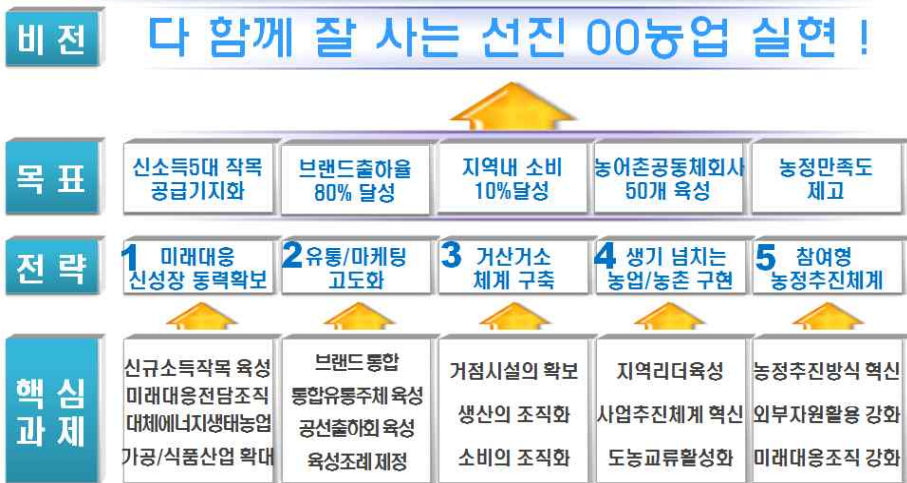 비 전
다 함께 잘 사는 선진 00농업 실현 !
목 표
신소득5대 작목
공급기지화
브랜드출하율
80% 달성
지역내 소비
10%달성
농어촌공동체회사
50개 육성
농정만족도
제고
전 략
1 미래대응
신성장 동력확보
2 유통/마케팅
고도화
3 거산거소
체계 구축
4 생기 넘치는
농업/농촌 구현
5 참여형
농정추진체계
핵 심
과 제
신규소득작목 육성
미래대응전담조직
대체에너지생태농업
가공/식품산업 확대
브랜드 통합
통합유통주체 육성
공선출하회 육성
육성조례 제정
거점시설의 확보
생산의 조직화
소비의 조직화
지역리더육성
사업추진체계 혁신
도농교류활성화
농정추진방식 혁신
외부자원활용 강화
미래대응조직 강화